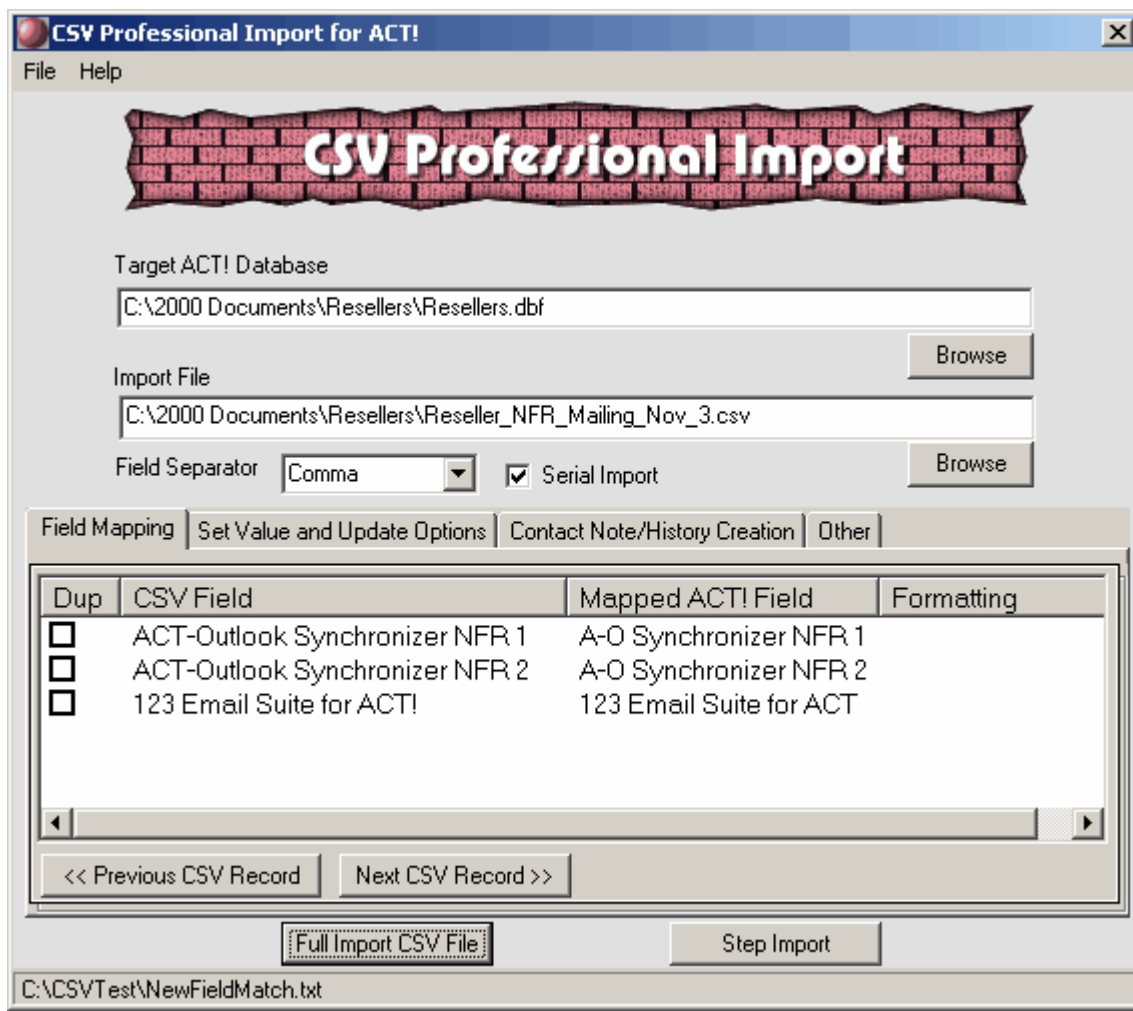 CSV Professional Import for ACT!
File Help
CSV Professional Import
Target ACT! Database
C:\2000 Documents\Resellers\Resellers.dbf
Browse
Import File
C:\2000 Documents\Resellers\Reseller_NFR_Mailing_Nov_3.csv
Field Separator Comma Serial Import Browse
Field Mapping Set Value and Update Options Contact Note/History Creation Other
Dup CSV Field Mapped ACT! Field Formatting
ACT-Outlook Synchronizer NFR 1 A-O Synchronizer NFR 1
ACT-Outlook Synchronizer NFR 2 A-O Synchronizer NFR 2
123 Email Suite for ACT! 123 Email Suite for ACT
<< Previous CSV Record Next CSV Record >>
Full Import CSV File Step Import
C:\CSVTest\NewFieldMatch.txt